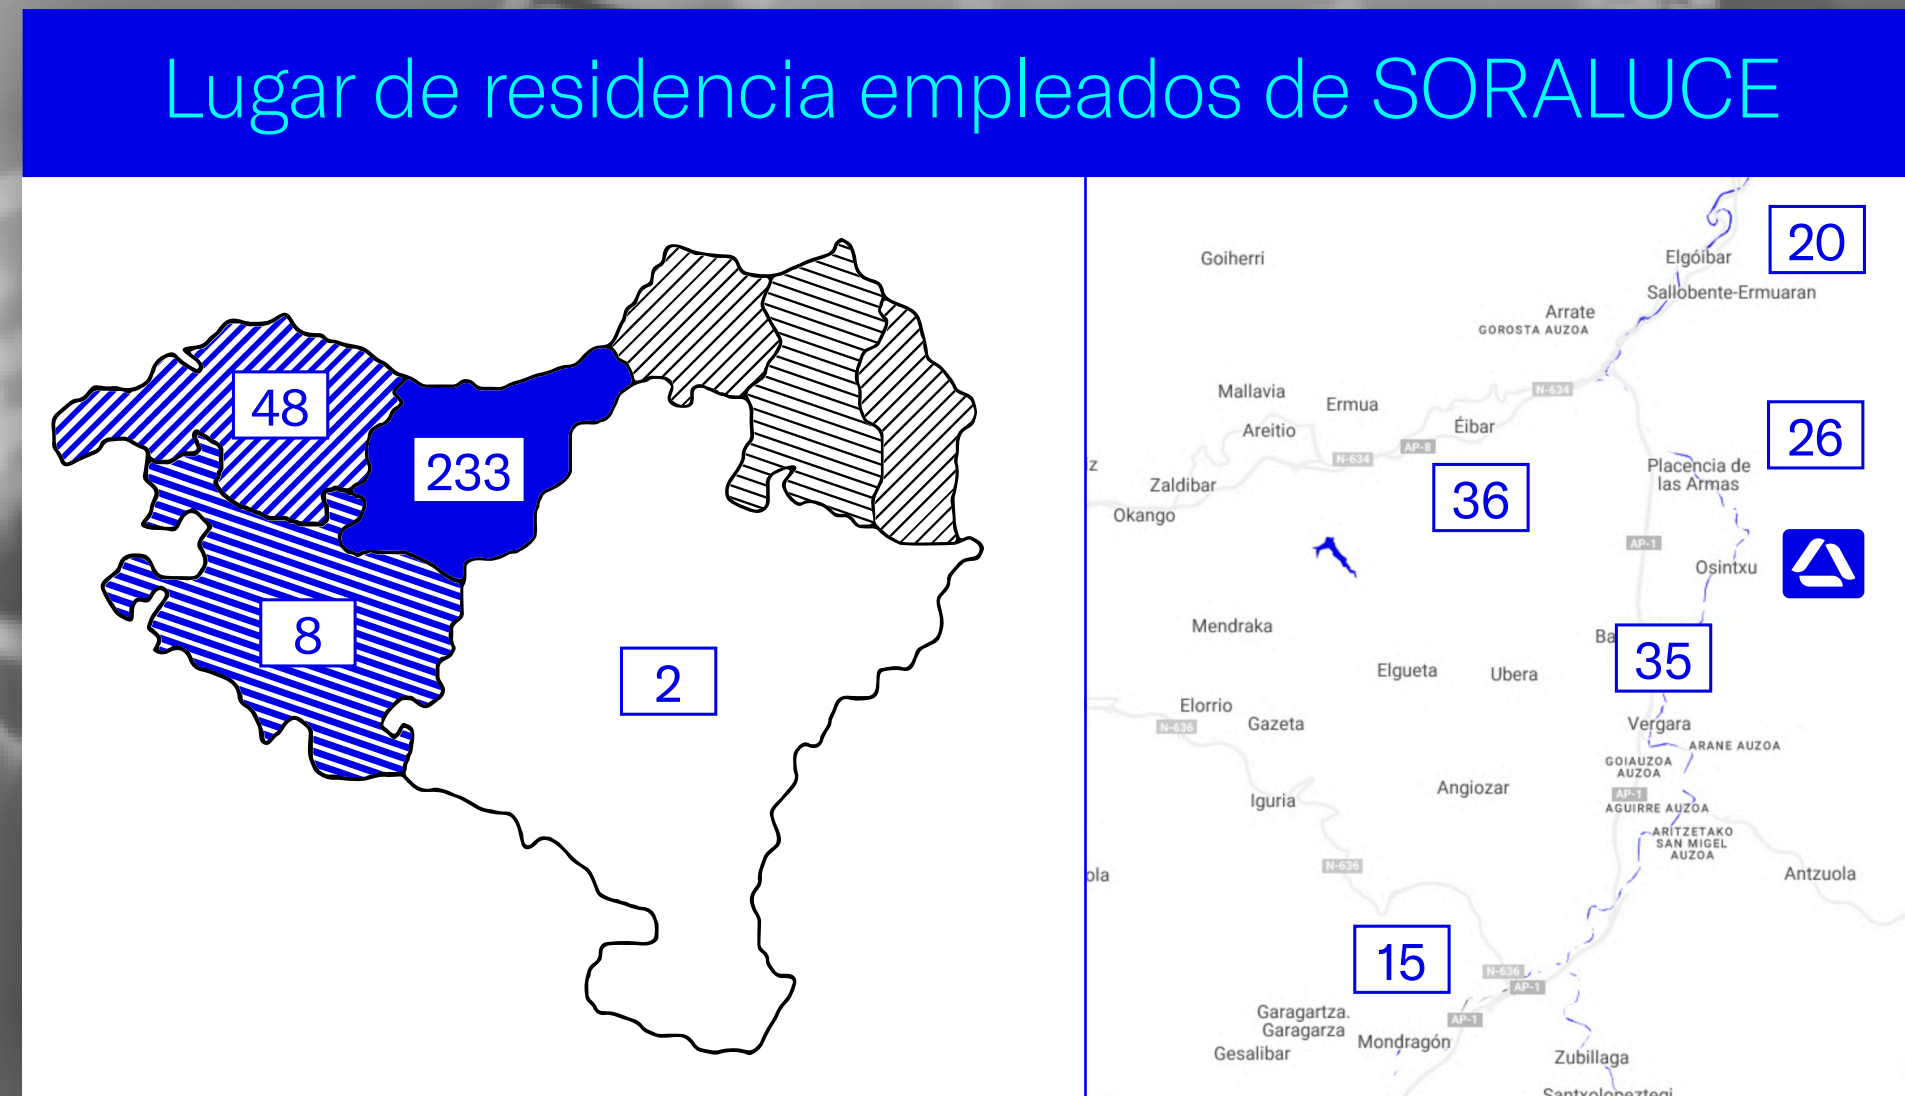 Lugar de residencia empleados de SORALUCE
48
233
8
2
20
Elgóibar
Sallobente-Ermuaran
Goiherri
Arrate
GOROSTA AUZOA
N-634
Mallavia
Ermua
Areitio
Éibar
AP-8
N-634
26
Placencia de
las Armas
z
Zaldibar
Okango
36
AP-1
Osintxu
Mendraka
Ba
35
Elgueta
Ubera
Elorrio
Gazeta
N-636
Vergara
ARANE AUZOA
GOIAUZOA
AUZOA
AP-1
AGUIRRE AUZOA
Angiozar
Iguria
ARITZETAKO
SAN MIGEL
AUZOA
N-636
ola
Antzuola
15
N-636
AP-1
AP-1
Garagartza.
Garagarza
Mondragón
Gesalibar
Zubillaga
Santxolopeztegi